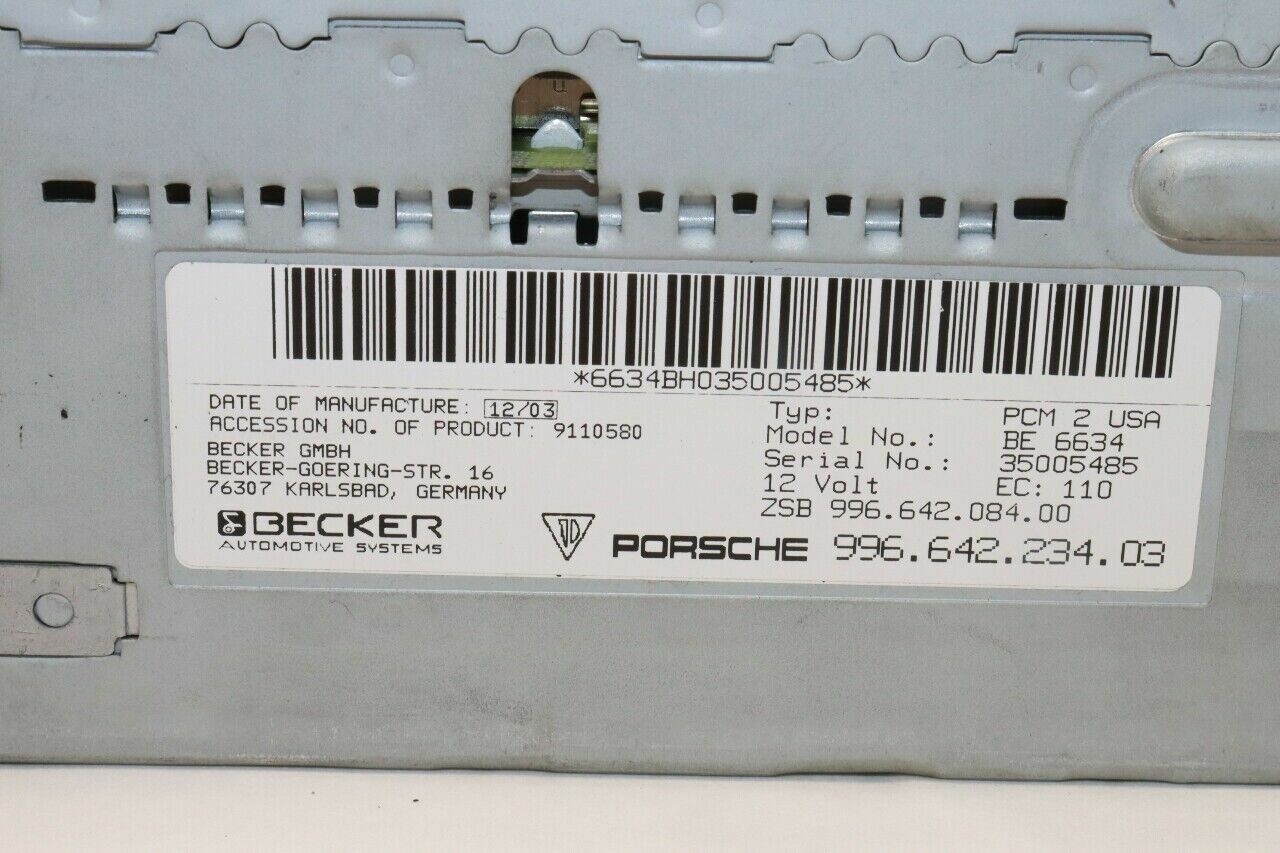 *6634BH035005485*
DATE OF MANUFACTURE: 12/03
ACCESSION NO. OF PRODUCT: 9110580
BECKER GMBH
BECKER-GOERING-STR. 16
76307 KARLSBAD, GERMANY
BECKER
AUTOMOTIVE SYSTEMS
Typ: PCM 2 USA
Model No.: BE 6634
Serial No.: 35005485
12 Volt EC: 110
ZSB 996.642.084.00
PORSCHE 996.642.234.03